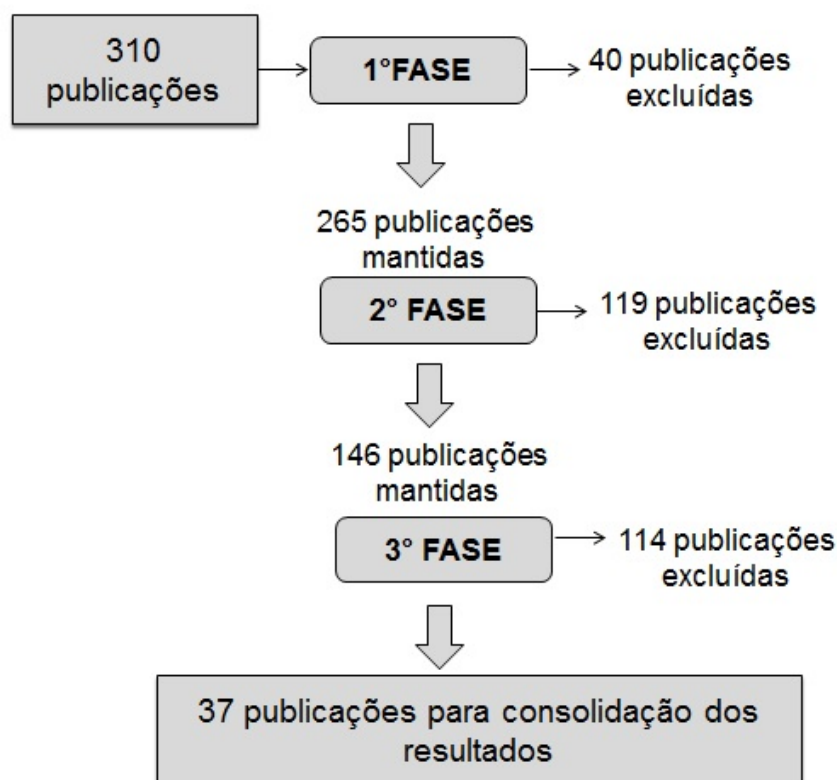 310
publicações
1°FASE
40 publicações
excluídas
265 publicações
mantidas
2° FASE
119 publicações
excluídas
146 publicações
mantidas
3° FASE
114 publicações
excluídas
37 publicações para consolidação dos
resultados